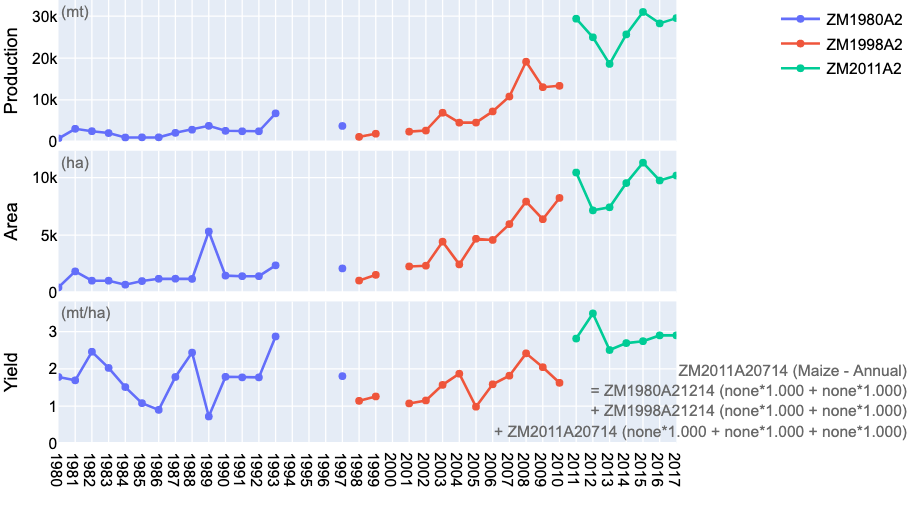 (mt)
30k
20k
10k
0
Production
ZM1980A2
ZM1998A2
ZM2011A2
(ha)
10k
5k
0
Area
(mt/ha)
3
2
1
0
Yield
ZM2011A20714 (Maize - Annual)
= ZM1980A21214 (none*1.000 + none*1.000)
+ ZM1998A21214 (none*1.000 + none*1.000)
+ ZM2011A20714 (none*1.000 + none*1.000 + none*1.000)
1980
1981
1982
1983
1984
1985
1986
1987
1988
1989
1990
1991
1992
1993
1994
1995
1996
1997
1998
1999
2000
2001
2002
2003
2004
2005
2006
2007
2008
2009
2010
2011
2012
2013
2014
2015
2016
2017